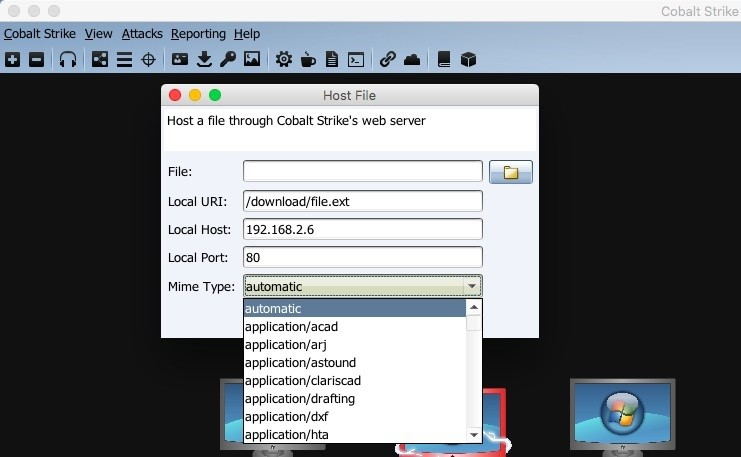 Cobalt Strike
Cobalt Strike View Attacks Reporting Help
Host File
Host a file through Cobalt Strike's web server
File:
Local URI: /download/file.ext
Local Host: 192.168.2.6
Local Port: 80
Mime Type: automatic
automatic
application/acad
application/arj
application/astound
application/clariscad
application/drafting
application/dxf
application/hta